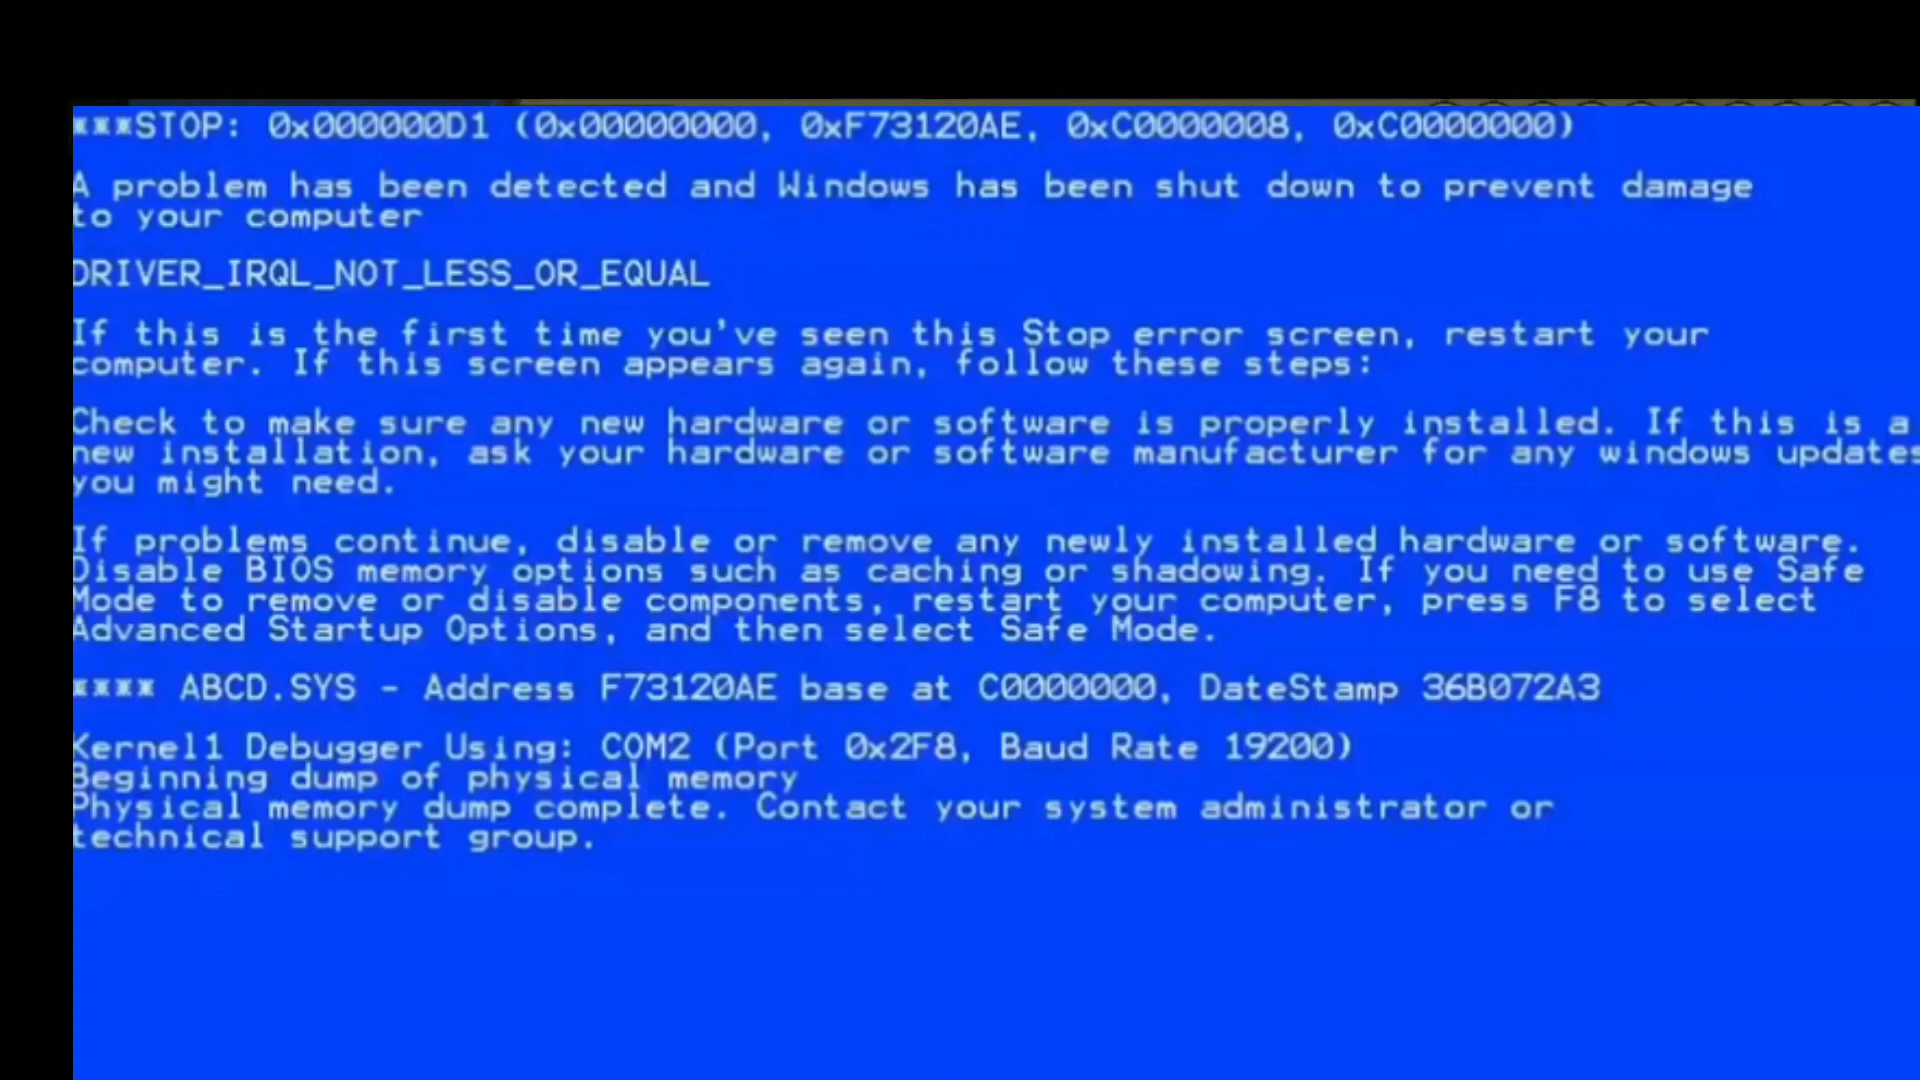 ***STOP: 0x000000D1 (0x00000000, 0xF73120AE, 0xC0000008, 0xC0000000)
A problem has been detected and Windows has been shut down to prevent damage
to your computer
DRIVER_IRQL_NOT_LESS_OR_EQUAL
If this is the first time you've seen this Stop error screen, restart your
computer. If this screen appears again, follow these steps:
Check to make sure any new hardware or software is properly installed. If this is a
new installation, ask your hardware or software manufacturer for any windows updates
you might need.
If problems continue, disable or remove any newly installed hardware or software.
Disable BIOS memory options such as caching or shadowing. If you need to use Safe
Mode to remove or disable components, restart your computer, press F8 to select
Advanced Startup Options, and then select Safe Mode.
**** ABCD.SYS - Address F73120AE base at C0000000, DateStamp 36B072A3
Kernel1 Debugger Using: COM2 (Port 0x2F8, Baud Rate 19200)
Beginning dump of physical memory
Physical memory dump complete. Contact your system administrator or
technical support group.